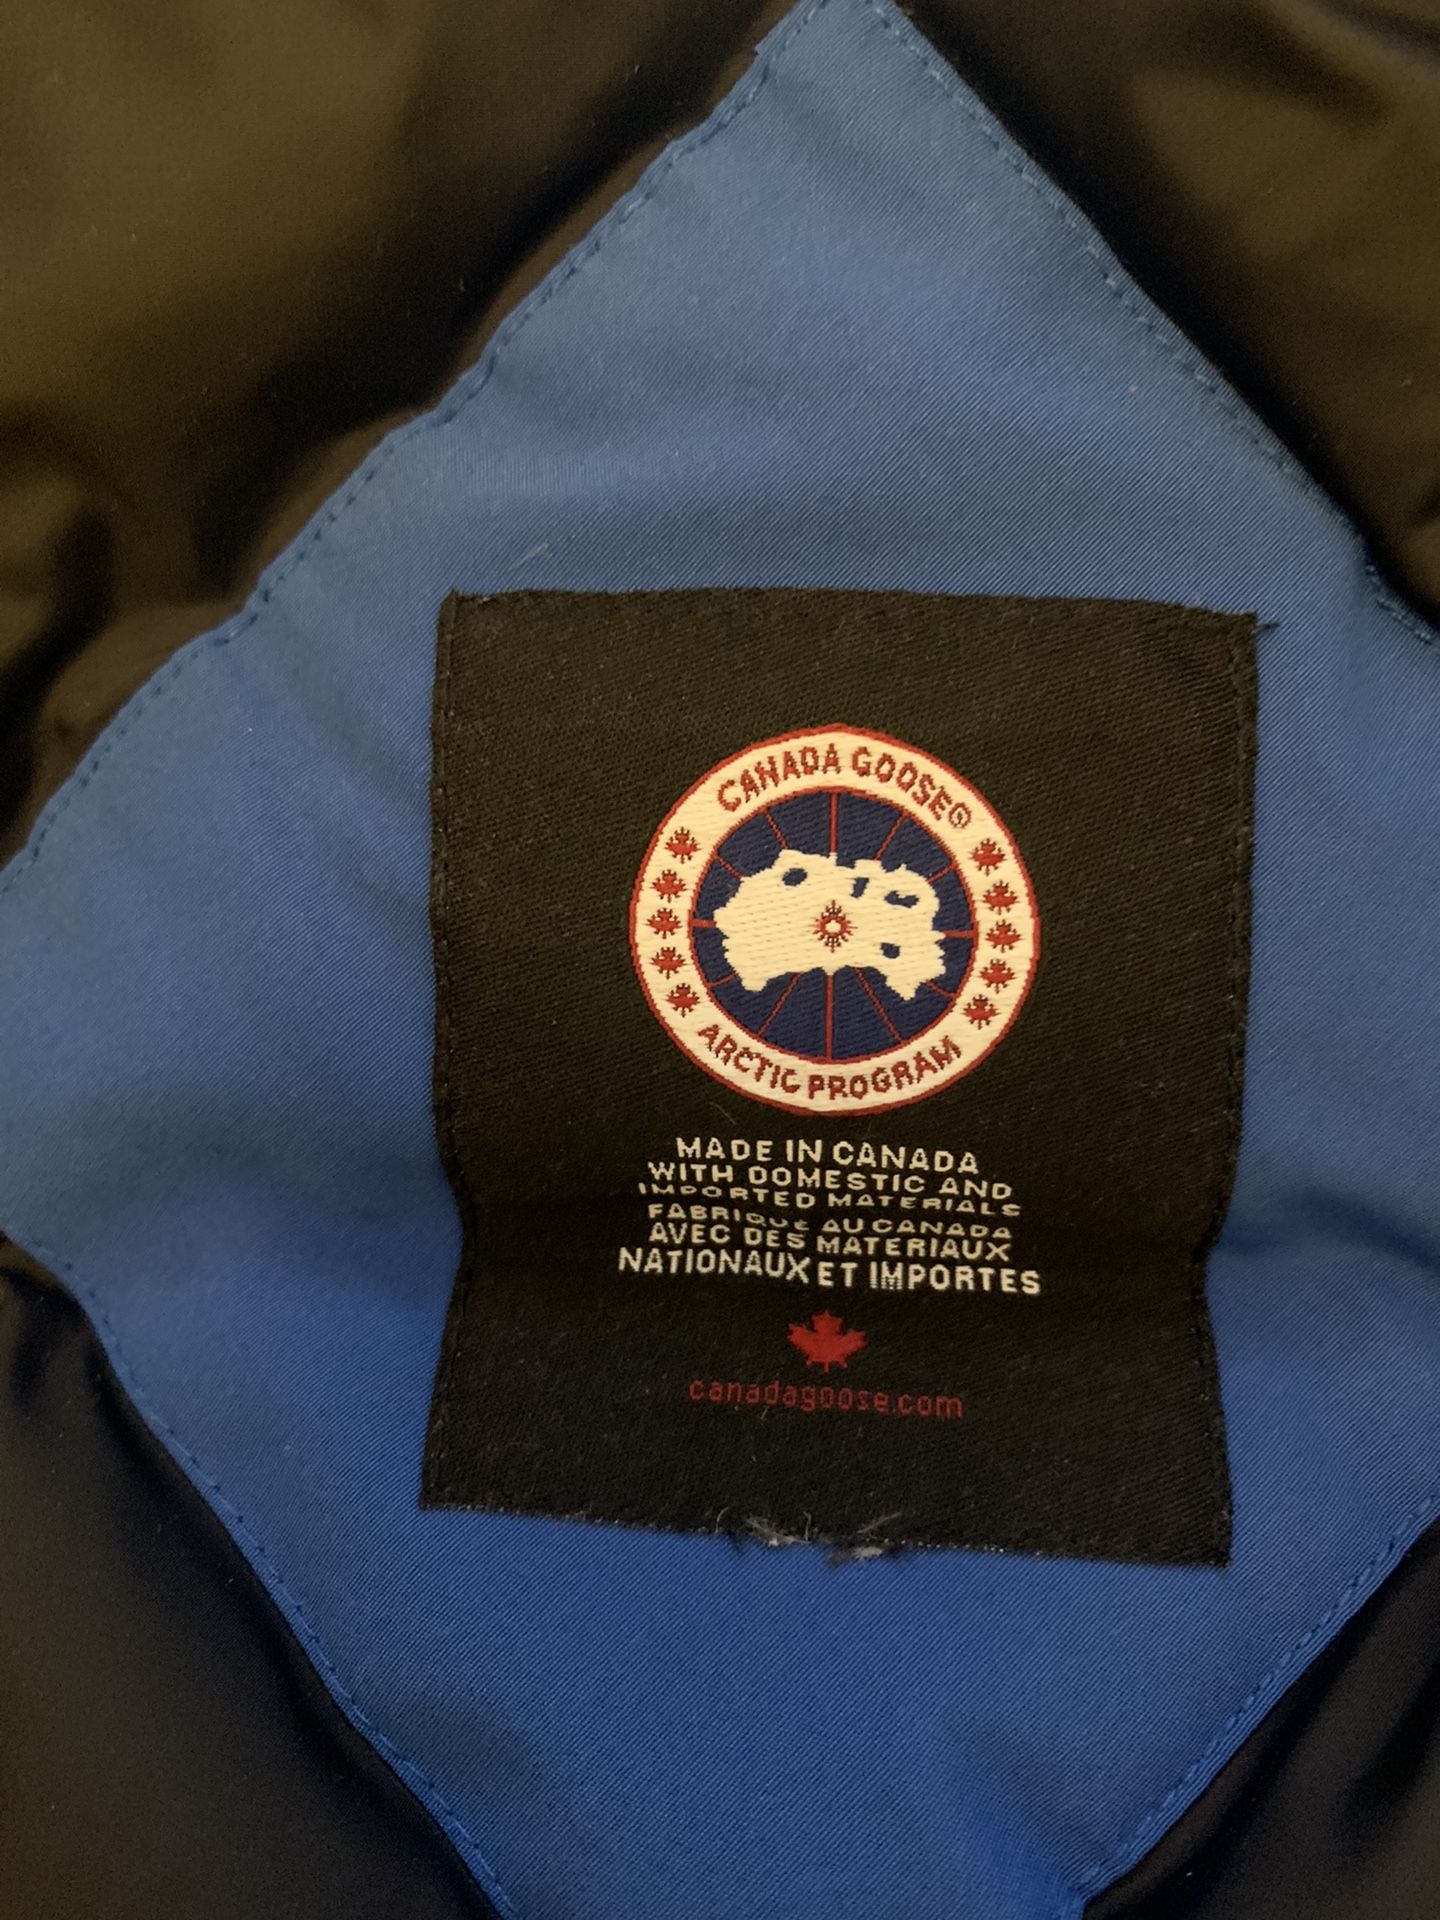 CANADA GOOSE®
ARCTIC PROGRAM
MADE IN CANADA
WITH DOMESTIC AND
IMPORTED MATERIALS
FABRIQUE AU CANADA
AVEC DES MATERIAUX
NATIONAUX ET IMPORTES
canadagoose.com